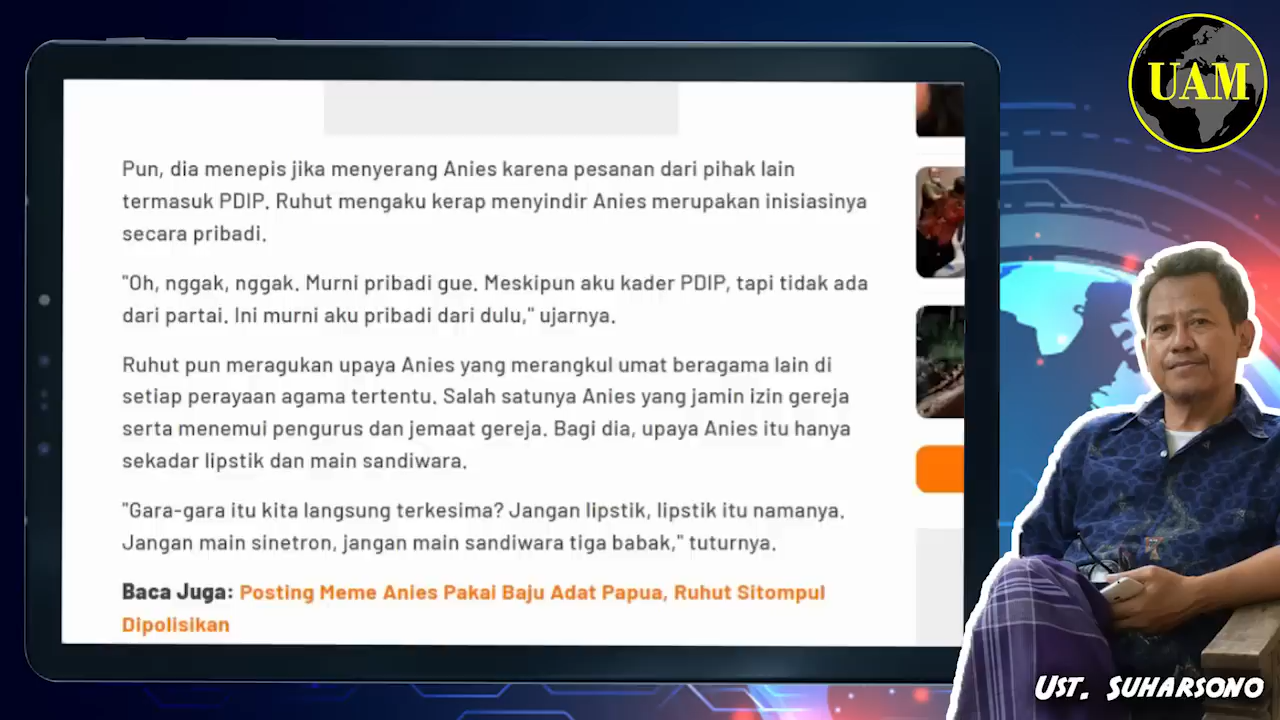 Pun, dia menepis jika menyerang Anies karena pesanan dari pihak lain
termasuk PDIP. Ruhut mengaku kerap menyindir Anies merupakan inisiasinya
secara pribadi.
"Oh, nggak, nggak. Murni pribadi gue. Meskipun aku kader PDIP, tapi tidak ada
dari partai. Ini murni aku pribadi dari dulu," ujarnya.
Ruhut pun meragukan upaya Anies yang merangkul umat beragama lain di
setiap perayaan agama tertentu. Salah satunya Anies yang jamin izin gereja
serta menemui pengurus dan jemaat gereja. Bagi dia, upaya Anies itu hanya
sekadar lipstik dan main sandiwara.
"Gara-gara itu kita langsung terkesima? Jangan lipstik, lipstik itu namanya.
Jangan main sinetron, jangan main sandiwara tiga babak," tuturnya.
Baca Juga: Posting Meme Anies Pakai Baju Adat Papua, Ruhut Sitompul
Dipolisikan
UAM
UST. SUHARSONO